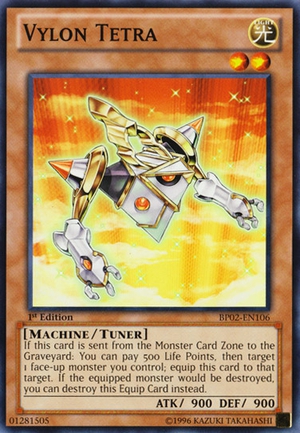 Vylon Tetra
LIGHT
光
1st Edition
BP02-EN106
[Machine/Tuner]
If this card is sent from the Monster Card Zone to the
Graveyard: You can pay 500 Life Points, then target
1 face-up monster you control; equip this card to that
target. If the equipped monster would be destroyed,
you can destroy this Equip Card instead.
ATK/ 900 DEF/ 900
01281505
©1996 KAZUKI TAKAHASHI